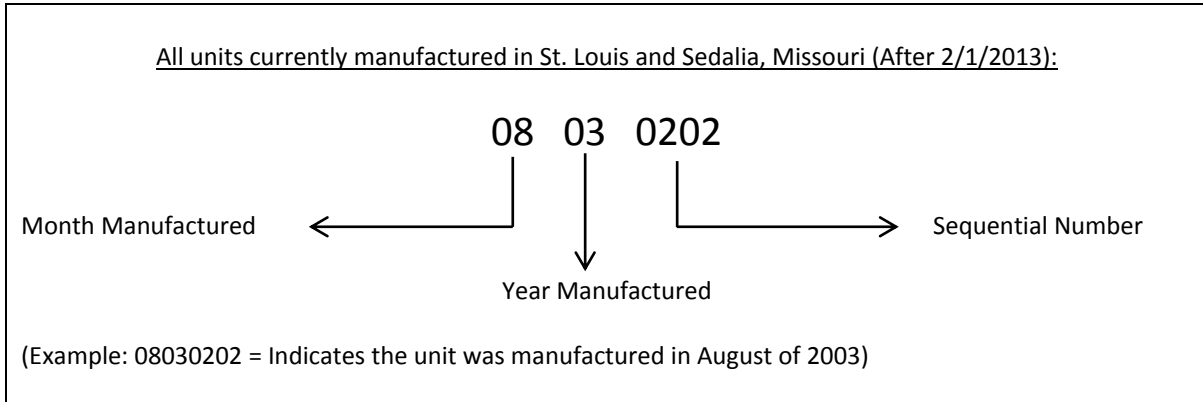 All units currently manufactured in St. Louis and Sedalia, Missouri (After 2/1/2013):
08 03 0202
Month Manufactured
Sequential Number
Year Manufactured
(Example: 08030202 = Indicates the unit was manufactured in August of 2003)